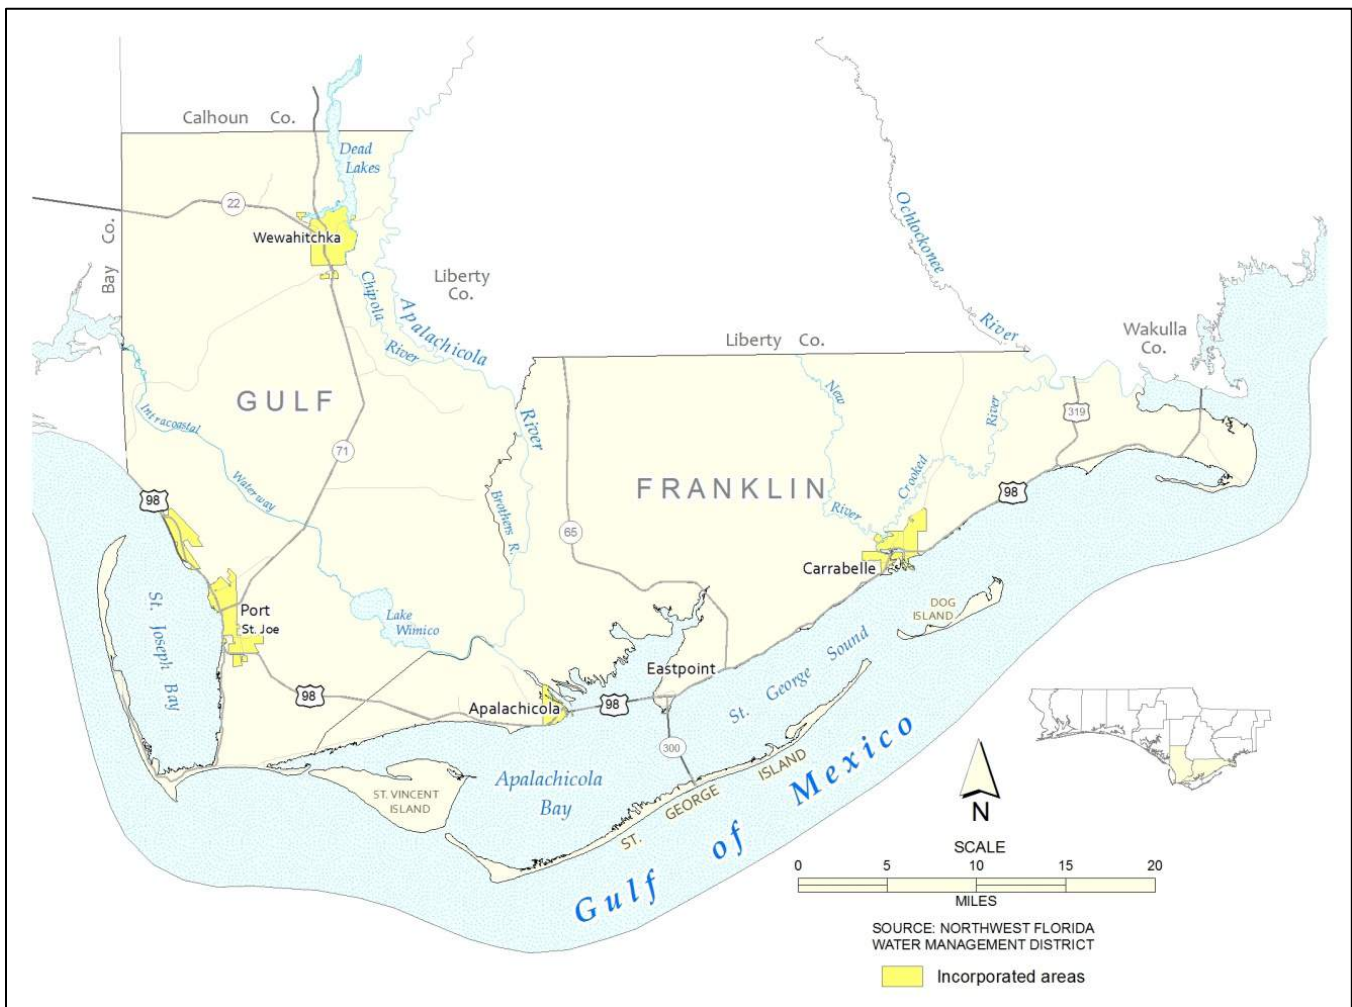 Calhoun Co.
Dead
Lakes
22
Wewahitchka
Bay Co.
Chipola
River
Apalachicola
River
Liberty
Co.
Ochlockonee
River
Liberty Co.
Wakulla
Co.
GULF
Intracoastal
Waterway
71
Brothers R.
65
FRANKLIN
New
River
Crooked
River
319
98
98
Carrabelle
DOG
ISLAND
St. Joseph Bay
Port
St. Joe
Lake
Wimico
98
Apalachicola
98
Eastpoint
St. George Sound
300
ST. VINCENT
ISLAND
Apalachicola
Bay
ST. GEORGE ISLAND
Gulf of Mexico
N
SCALE
0 5 10 15 20
MILES
SOURCE: NORTHWEST FLORIDA
WATER MANAGEMENT DISTRICT
Incorporated areas